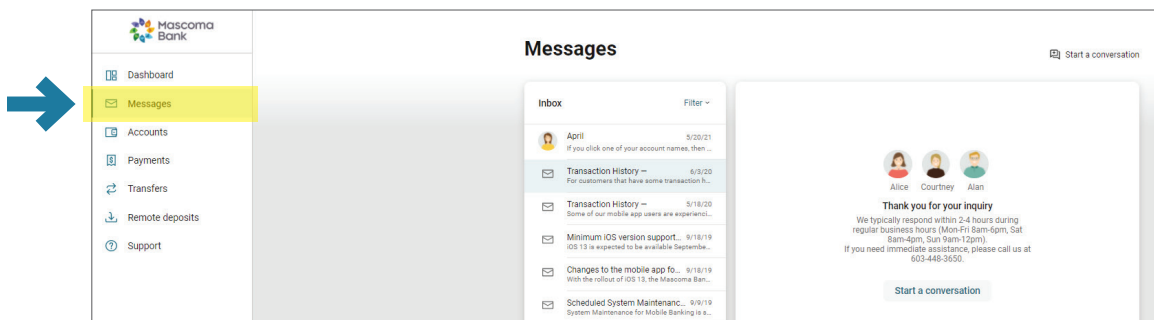 Mascoma
Bank
Dashboard
Messages
Accounts
Payments
Transfers
Remote deposits
Support
Messages
Start a conversation
Inbox
Filter
April 5/20/21
If you click one of your account names, then ...
Transaction History — 6/3/20
For customers that have some transaction h...
Transaction History — 5/18/20
Some of our mobile app users are experienci...
Minimum iOS version support... 9/18/19
iOS 13 is expected to be available Septembe...
Changes to the mobile app fo... 9/18/19
With the rollout of iOS 13, the Mascoma Ban...
Scheduled System Maintenanc... 9/9/19
System Maintenance for Mobile Banking is a...
Alice Courtney Alan
Thank you for your inquiry
We typically respond within 2-4 hours during
regular business hours (Mon-Fri 8am-6pm, Sat
8am-4pm, Sun 9am-12pm).
If you need immediate assistance, please call us at
603-448-3650.
Start a conversation